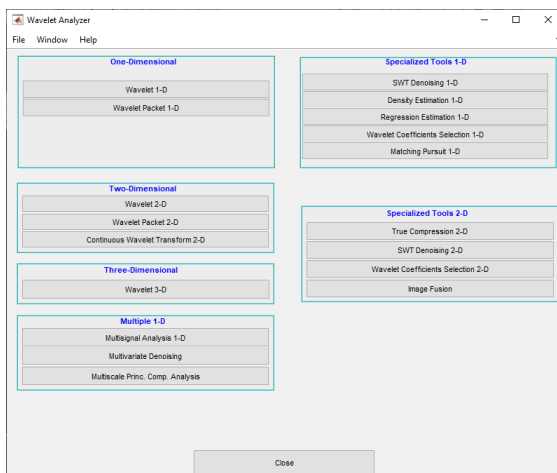 Wavelet Analyzer
File Window Help
One-Dimensional
Wavelet 1-D
Wavelet Packet 1-D
Two-Dimensional
Wavelet 2-D
Wavelet Packet 2-D
Continuous Wavelet Transform 2-D
Three-Dimensional
Wavelet 3-D
Multiple 1-D
Multisignal Analysis 1-D
Multivariate Denoising
Multiscale Princ. Comp. Analysis
Specialized Tools 1-D
SWT Denoising 1-D
Density Estimation 1-D
Regression Estimation 1-D
Wavelet Coefficients Selection 1-D
Matching Pursuit 1-D
Specialized Tools 2-D
True Compression 2-D
SWT Denoising 2-D
Wavelet Coefficients Selection 2-D
Image Fusion
Close